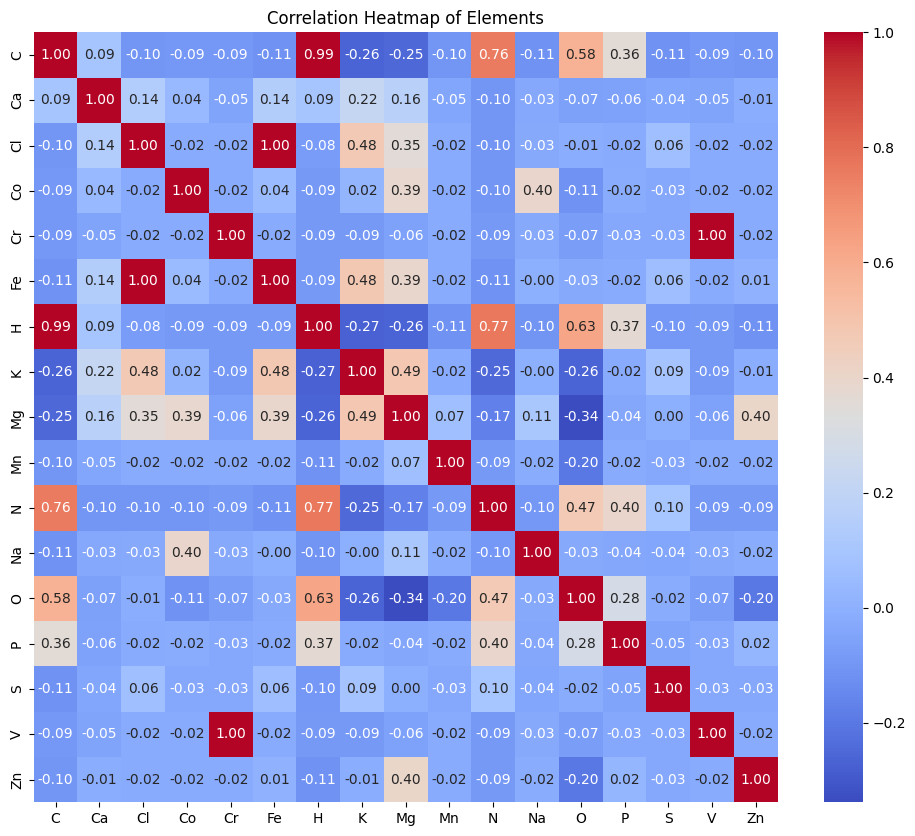 Correlation Heatmap of Elements
C 1.00 0.09 -0.10 -0.09 -0.09 -0.11 0.99 -0.26 -0.25 -0.10 0.76 -0.11 0.58 0.36 -0.11 -0.09 -0.10
Ca 0.09 1.00 0.14 0.04 -0.05 0.14 0.09 0.22 0.16 -0.05 -0.10 -0.03 -0.07 -0.06 -0.04 -0.05 -0.01
Cl -0.10 0.14 1.00 -0.02 -0.02 1.00 -0.08 0.48 0.35 -0.02 -0.10 -0.03 -0.01 -0.02 0.06 -0.02 -0.02
Co -0.09 0.04 -0.02 1.00 -0.02 0.04 -0.09 0.02 0.39 -0.02 -0.10 0.40 -0.11 -0.02 -0.03 -0.02 -0.02
Cr -0.09 -0.05 -0.02 -0.02 1.00 -0.02 -0.09 -0.09 -0.06 -0.02 -0.09 -0.03 -0.07 -0.03 -0.03 1.00 -0.02
Fe -0.11 0.14 1.00 0.04 -0.02 1.00 -0.09 0.48 0.39 -0.02 -0.11 -0.00 -0.03 -0.02 0.06 -0.02 0.01
H 0.99 0.09 -0.08 -0.09 -0.09 -0.09 1.00 -0.27 -0.26 -0.11 0.77 -0.10 0.63 0.37 -0.10 -0.09 -0.11
K -0.26 0.22 0.48 0.02 -0.09 0.48 -0.27 1.00 0.49 -0.02 -0.25 -0.00 -0.26 -0.02 0.09 -0.09 -0.01
Mg -0.25 0.16 0.35 0.39 -0.06 0.39 -0.26 0.49 1.00 0.07 -0.17 0.11 -0.34 -0.04 0.00 -0.06 0.40
Mn -0.10 -0.05 -0.02 -0.02 -0.02 -0.02 -0.11 -0.02 0.07 1.00 -0.09 -0.02 -0.20 -0.02 -0.03 -0.02 -0.02
N 0.76 -0.10 -0.10 -0.10 -0.09 -0.11 0.77 -0.25 -0.17 -0.09 1.00 -0.10 0.47 0.40 0.10 -0.09 -0.09
Na -0.11 -0.03 -0.03 0.40 -0.03 -0.00 -0.10 -0.00 0.11 -0.02 -0.10 1.00 -0.03 -0.04 -0.04 -0.03 -0.02
O 0.58 -0.07 -0.01 -0.11 -0.07 -0.03 0.63 -0.26 -0.34 -0.20 0.47 -0.03 1.00 0.28 -0.02 -0.07 -0.20
P 0.36 -0.06 -0.02 -0.02 -0.03 -0.02 0.37 -0.02 -0.04 -0.02 0.40 -0.04 0.28 1.00 -0.05 -0.03 0.02
S -0.11 -0.04 0.06 -0.03 -0.03 0.06 -0.10 0.09 0.00 -0.03 0.10 -0.04 -0.02 -0.05 1.00 -0.03 -0.03
V -0.09 -0.05 -0.02 -0.02 1.00 -0.02 -0.09 -0.09 -0.06 -0.02 -0.09 -0.03 -0.07 -0.03 -0.03 1.00 -0.02
Zn -0.10 -0.01 -0.02 -0.02 -0.02 0.01 -0.11 -0.01 0.40 -0.02 -0.09 -0.02 -0.20 0.02 -0.03 -0.02 1.00
C Ca Cl Co Cr Fe H K Mg Mn N Na O P S V Zn
1.0
0.8
0.6
0.4
0.2
0.0
−0.2